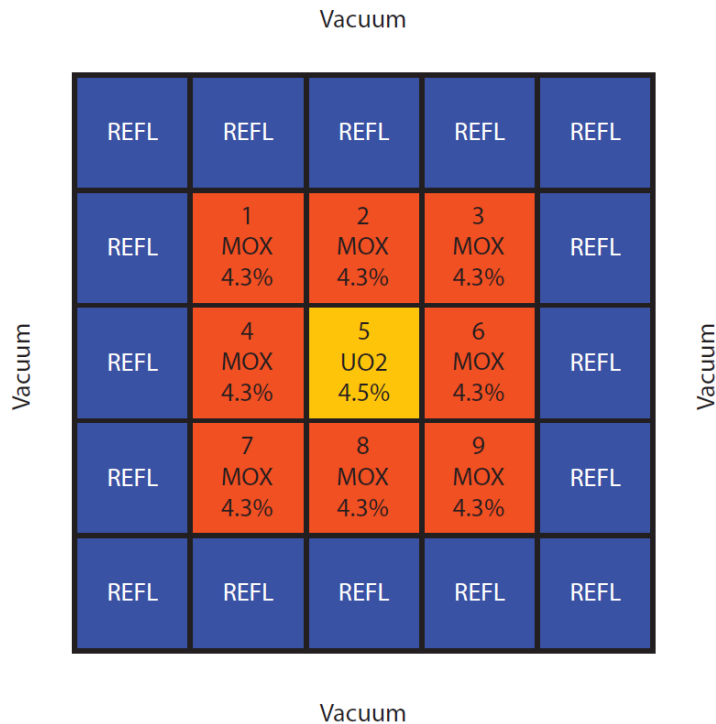 Vacuum
REFL REFL REFL REFL REFL
REFL
1
MOX
4.3%
2
MOX
4.3%
3
MOX
4.3%
REFL
Vacuum
REFL
4
MOX
4.3%
5
UO2
4.5%
6
MOX
4.3%
REFL
Vacuum
REFL
7
MOX
4.3%
8
MOX
4.3%
9
MOX
4.3%
REFL
REFL REFL REFL REFL REFL
Vacuum